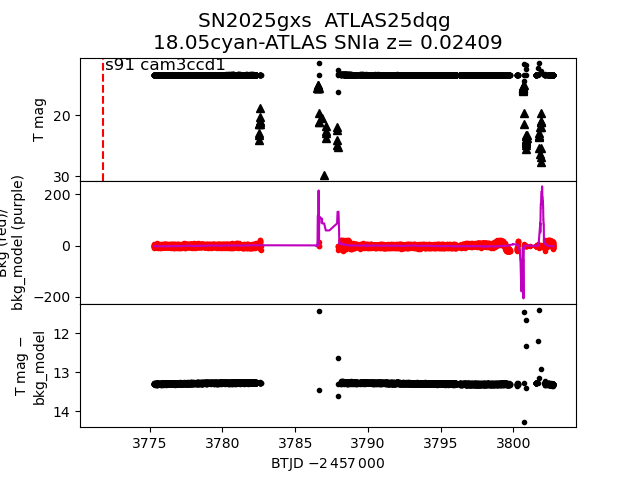 SN2025gxs  ATLAS25dqg
18.05cyan-ATLAS SNIa z= 0.02409
s91 cam3ccd1
T mag
20
30
Bkg (red)/
bkg_model (purple)
200
0
−200
T mag −
bkg_model
12
13
14
3775 3780 3785 3790 3795 3800
BTJD −2 457 000